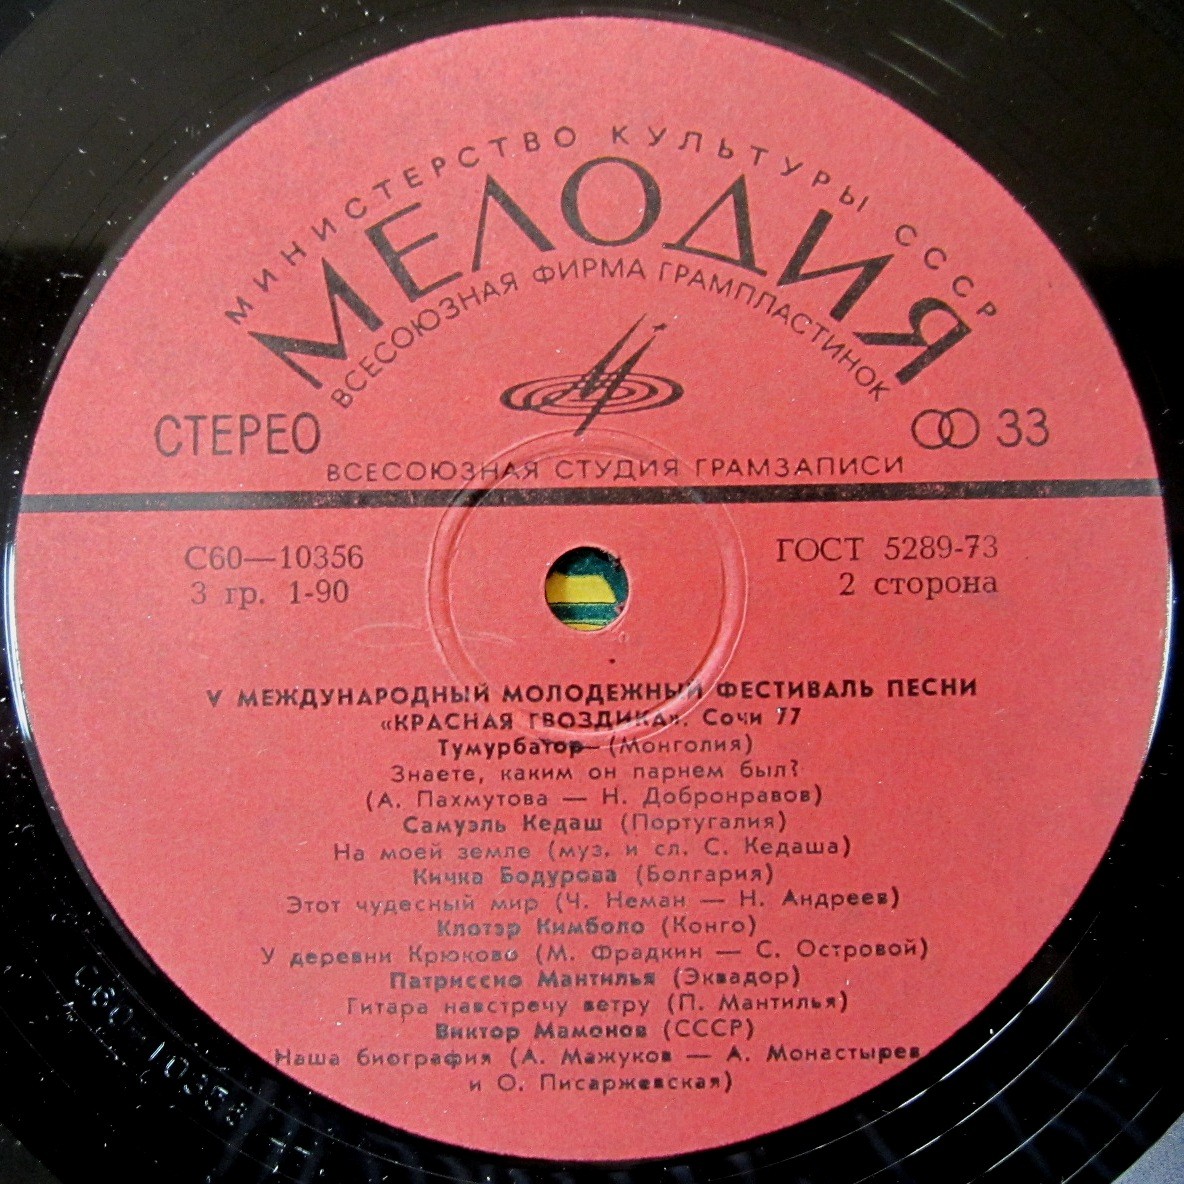 МИНИСТЕРСТВО КУЛЬТУРЫ СССР
МЕЛОДИЯ
ВСЕСОЮЗНАЯ ФИРМА ГРАМПЛАСТИНОК
СТЕРЕО
33
ВСЕСОЮЗНАЯ СТУДИЯ ГРАМЗАПИСИ
С60—10356
ГОСТ 5289-73
3 гр. 1-90
2 сторона
V МЕЖДУНАРОДНЫЙ МОЛОДЕЖНЫЙ ФЕСТИВАЛЬ ПЕСНИ
«КРАСНАЯ ГВОЗДИКА». Сочи 77
Тумурбатор (Монголия)
Знаете, каким он парнем был?
(А. Пахмутова — Н. Добронравов)
Самуэль Кедаш (Португалия)
На моей земле (муз. и сл. С. Кедаша)
Кичка Бодурова (Болгария)
Этот чудесный мир (Ч. Неман — Н. Андреев)
Клотэр Кимболо (Конго)
У деревни Крюково (М. Фрадкин — С. Островой)
Патриссио Мантилья (Эквадор)
Гитара навстречу ветру (П. Мантилья)
Виктор Мамонов (СССР)
Наша биография (А. Мажуков — А. Монастырев
и О. Писаржевская)